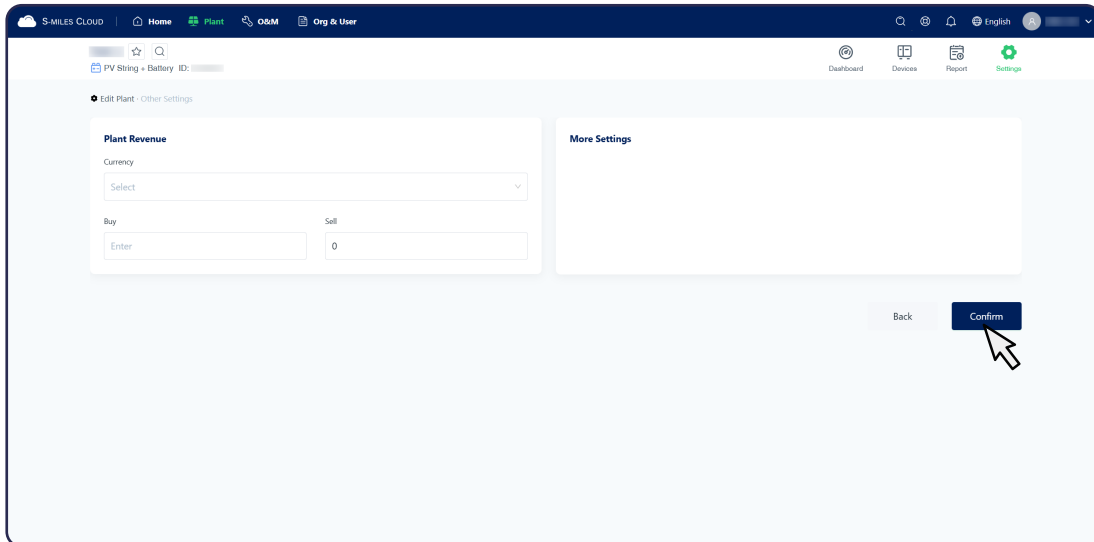 S-MILES CLOUD Home Plant O&M Org & User English
PV String + Battery ID:
Dashboard Devices Report Settings
Edit Plant · Other Settings
Plant Revenue
Currency
Select
Buy Sell
Enter 0
More Settings
Back Confirm